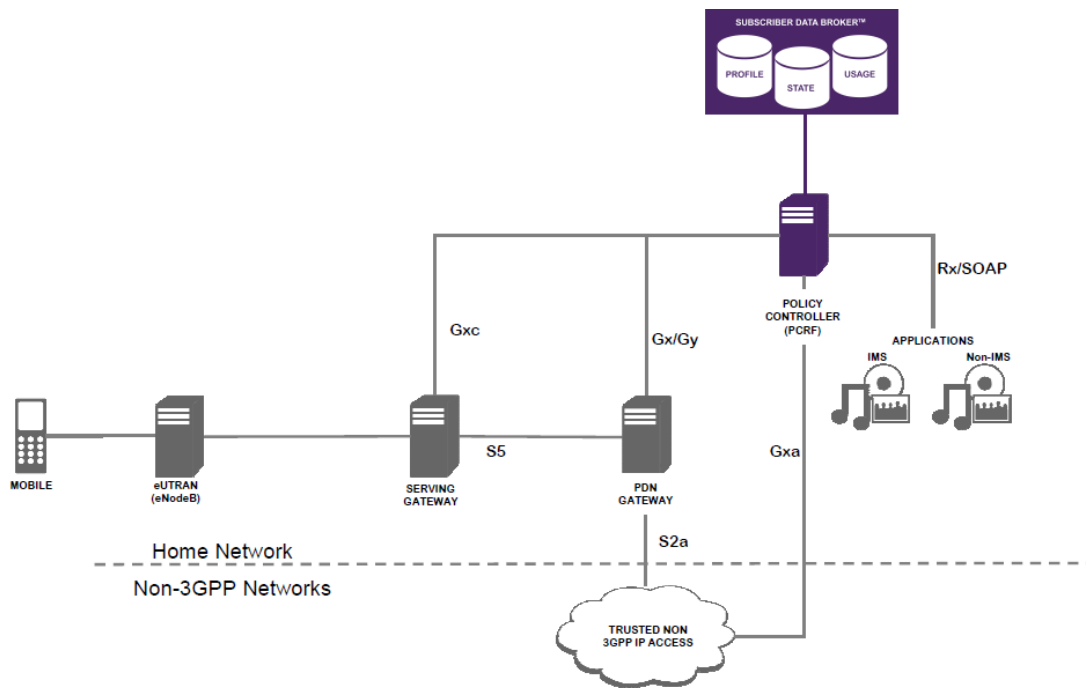 SUBSCRIBER DATA BROKER™
PROFILE
STATE
USAGE
Rx/SOAP
POLICY
CONTROLLER
(PCRF)
Gxc
Gx/Gy
APPLICATIONS
IMS
Non-IMS
Gxa
S5
MOBILE
eUTRAN
(eNodeB)
SERVING
GATEWAY
PDN
GATEWAY
S2a
Home Network
Non-3GPP Networks
TRUSTED NON
3GPP IP ACCESS